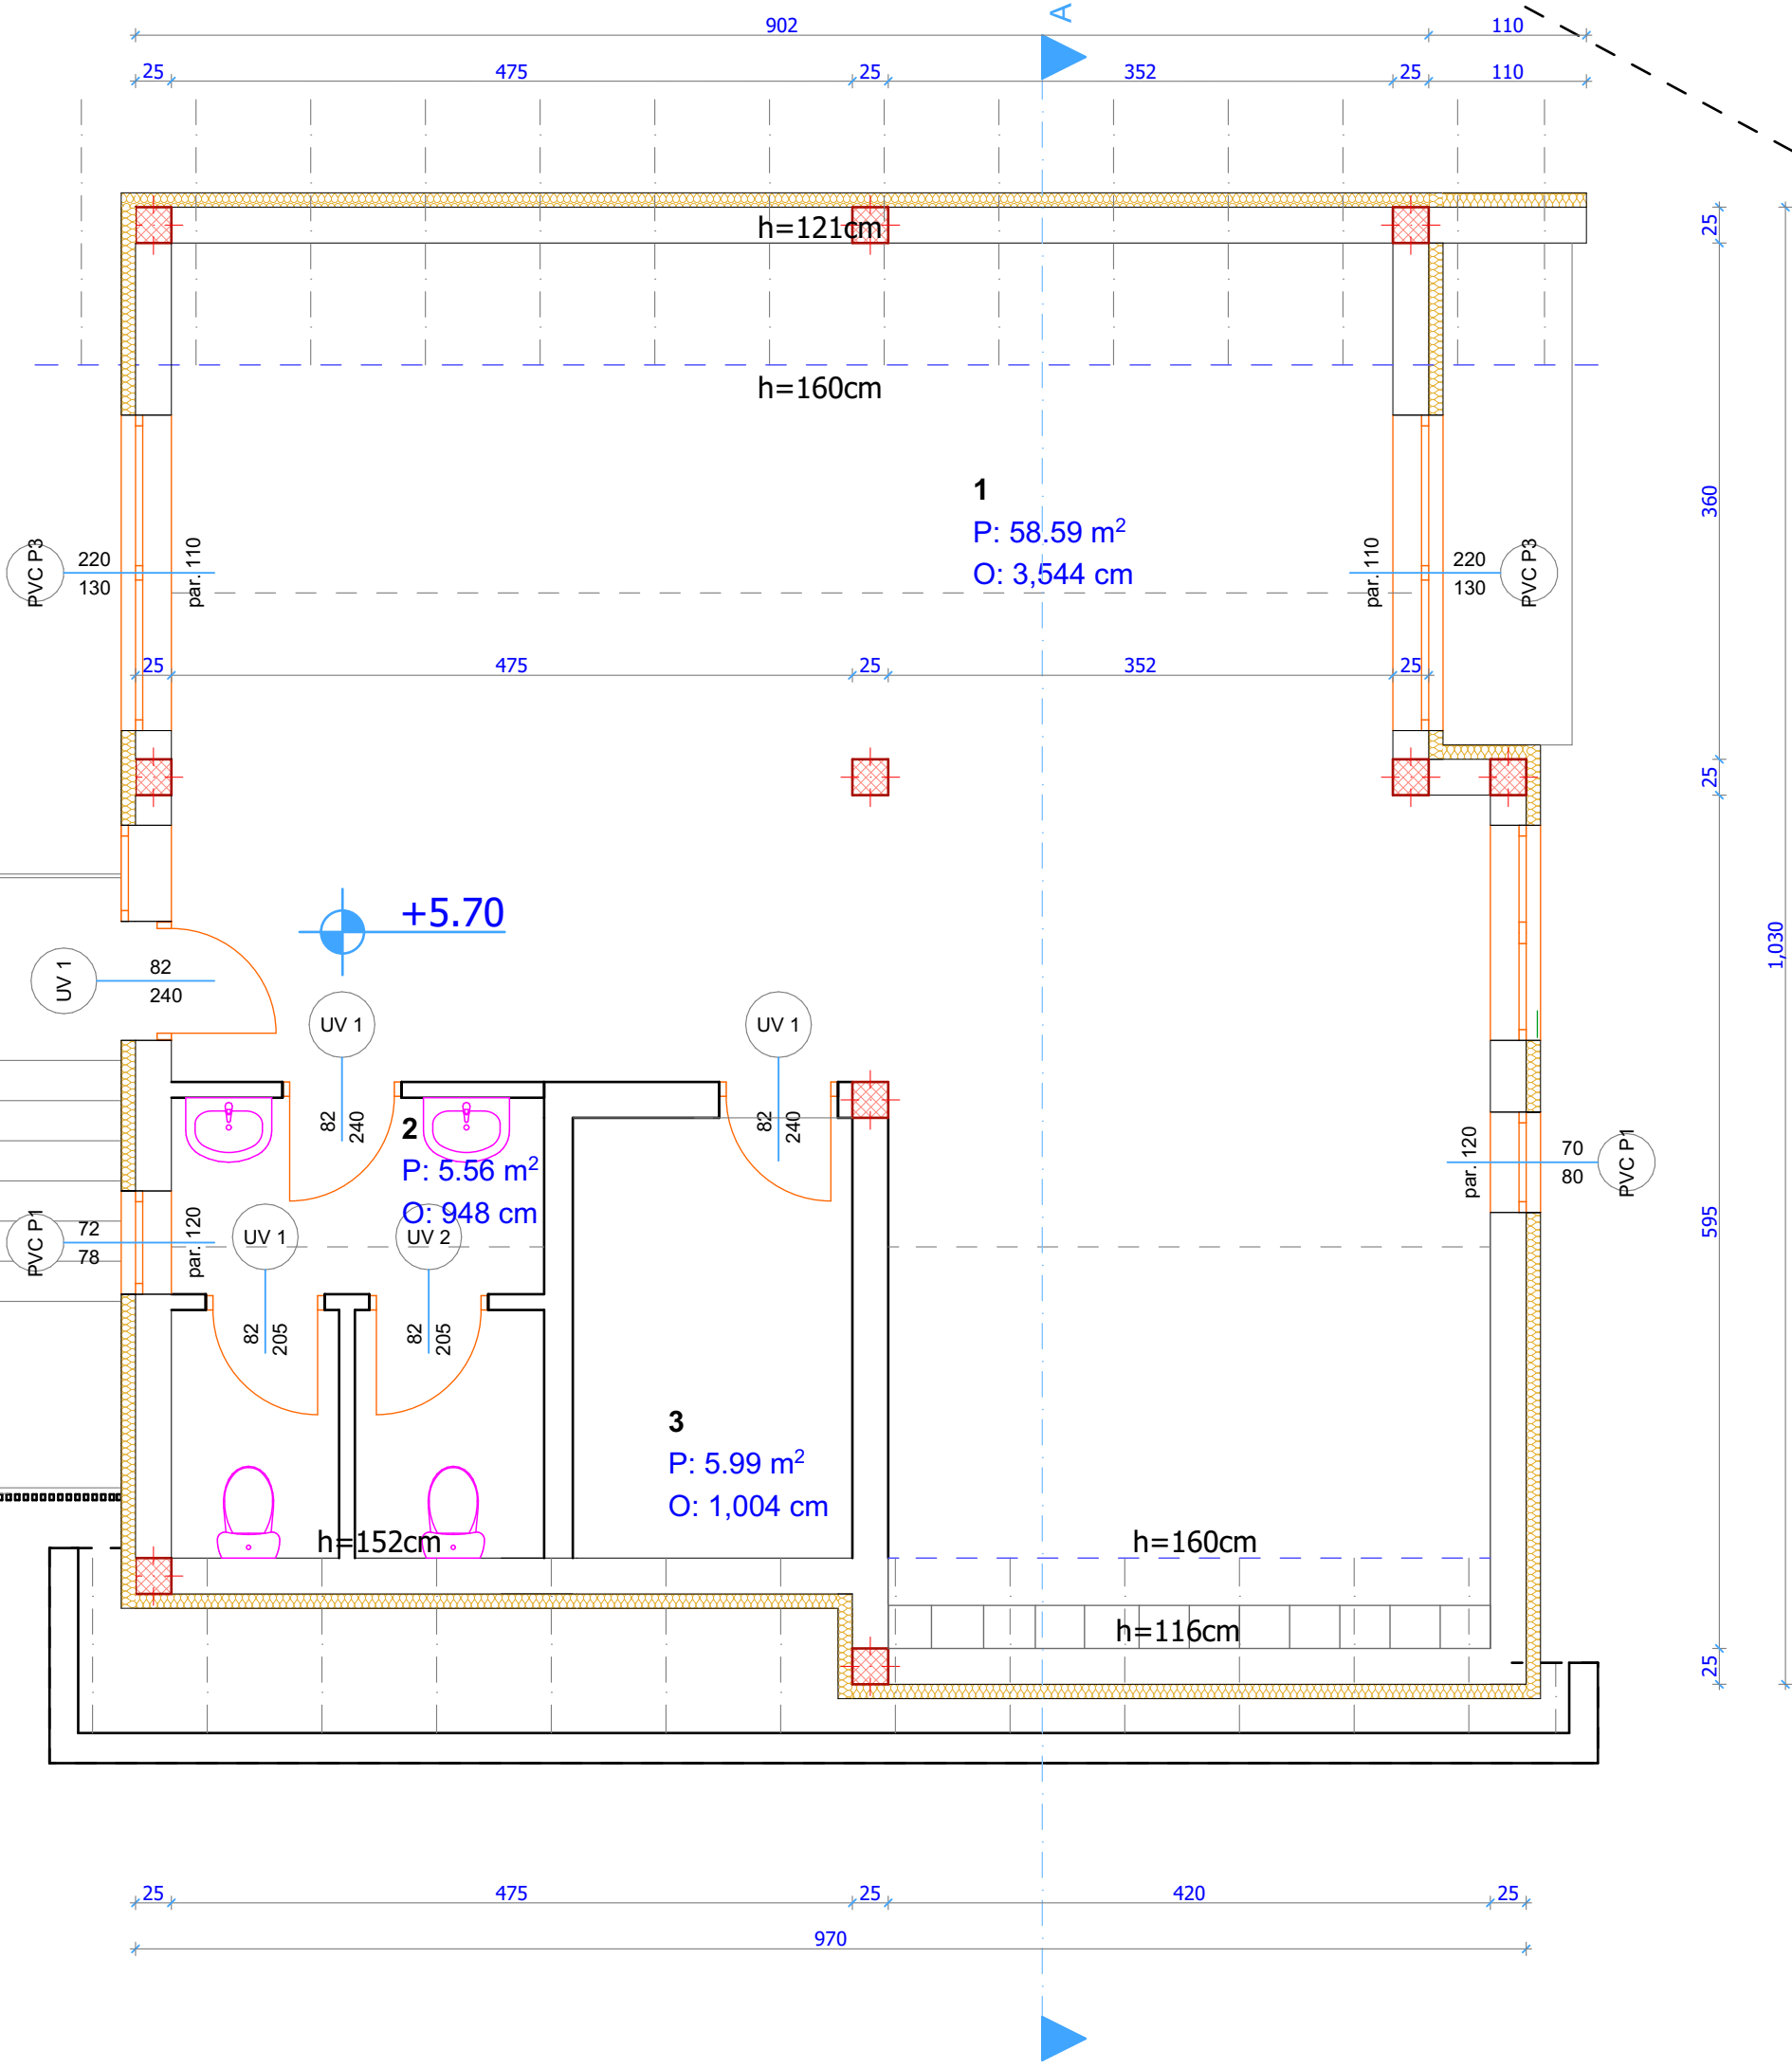 A
902
110
25
475
25
352
25
110
h=121cm
25
h=160cm
1
P: 58.59 m²
O: 3,544 cm
360
PVC P3
220
130
par. 110
par. 110
220
130
PVC P3
25
475
25
352
25
25
+5.70
1,030
UV 1
82
240
UV 1
UV 1
82
240
82
240
2
P: 5.56 m²
O: 948 cm
par. 120
70
80
PVC P1
PVC P1
72
78
par. 120
UV 1
UV 2
595
82
205
82
205
3
P: 5.99 m²
O: 1,004 cm
h=152cm
h=160cm
h=116cm
25
25
475
25
420
25
970